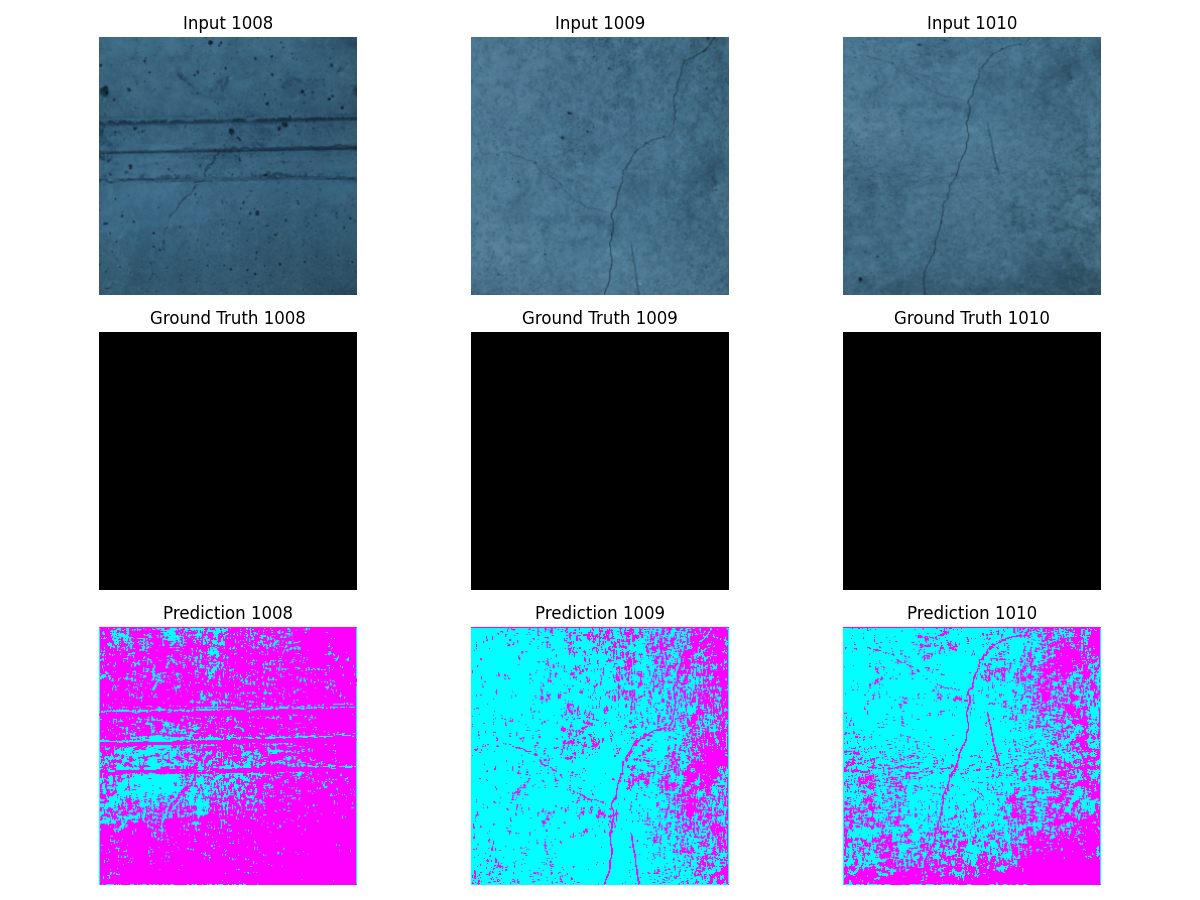 Input 1008
Input 1009
Input 1010
Ground Truth 1008
Ground Truth 1009
Ground Truth 1010
Prediction 1008
Prediction 1009
Prediction 1010